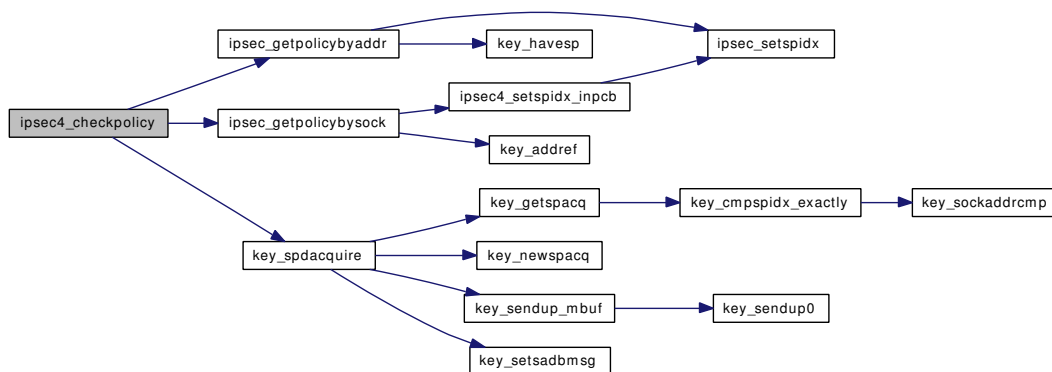 ipsec_getpolicybyaddr
key_havesp
ipsec_setspidx
ipsec4_setspidx_inpcb
ipsec4_checkpolicy
ipsec_getpolicybysock
key_addref
key_getspacq
key_cmpspidx_exactly
key_sockaddrcmp
key_spdacquire
key_newspacq
key_sendup_mbuf
key_sendup0
key_setsadbmsg